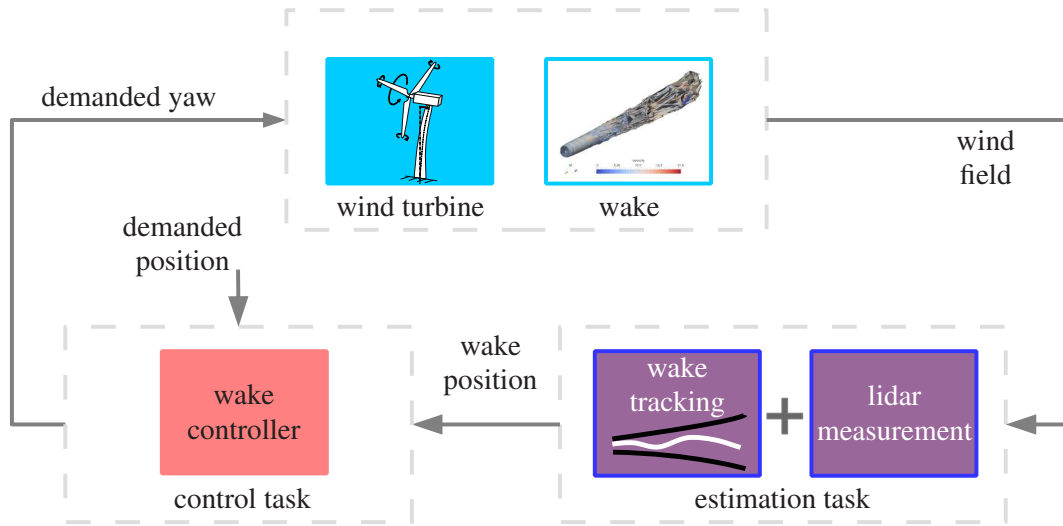 demanded yaw
wind turbine
wake
wind
field
demanded
position
wake
controller
control task
wake
position
wake
tracking
lidar
measurement
estimation task